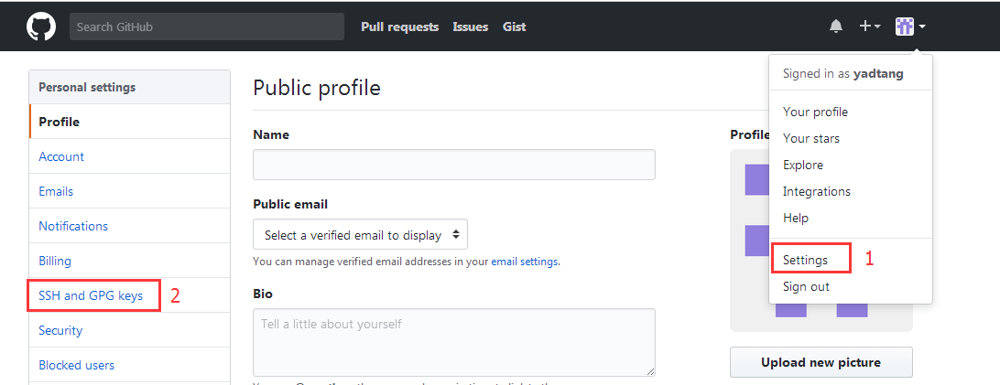 Search GitHub
Pull requests Issues Gist
Signed in as yadtang
Your profile
Your stars
Explore
Integrations
Help
Settings 1
Sign out
Personal settings
Profile
Account
Emails
Notifications
Billing
SSH and GPG keys 2
Security
Blocked users
Public profile
Name
Public email
Select a verified email to display
You can manage verified email addresses in your email settings.
Bio
Tell a little about yourself
Profile
Upload new picture